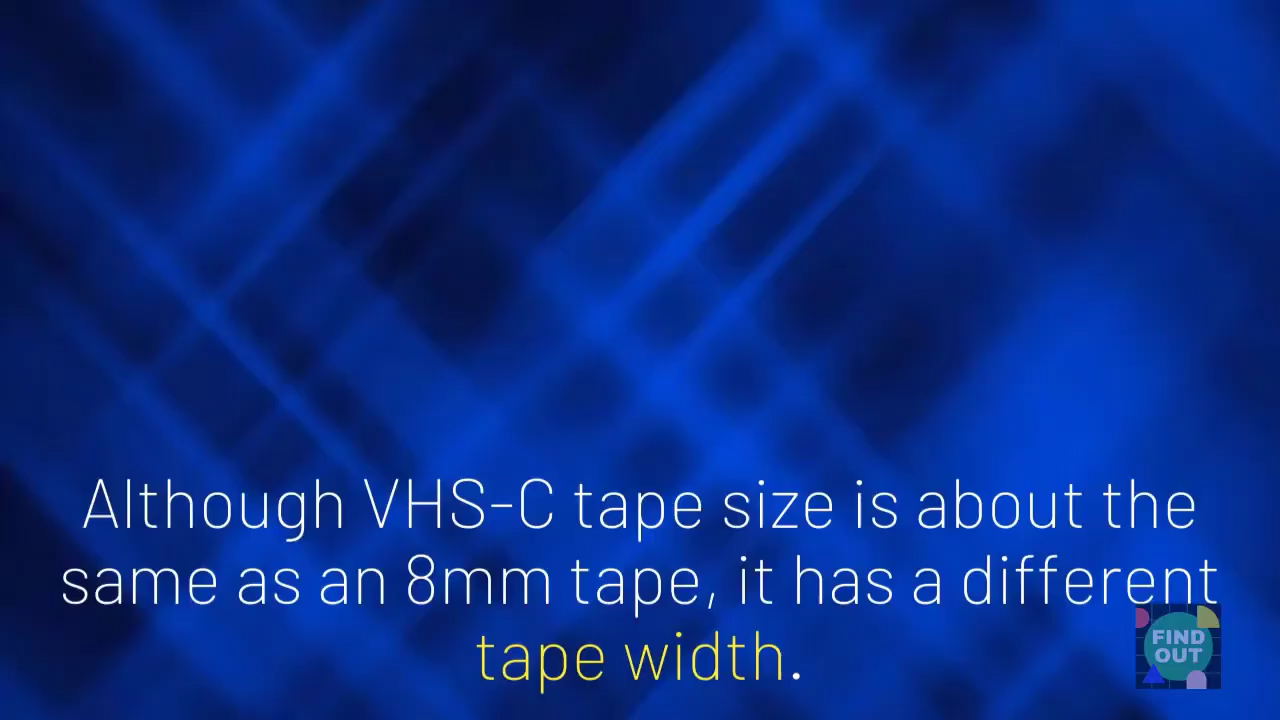 Although VHS-C tape size is about the
same as an 8mm tape, it has a different
tape width.
FIND
OUT